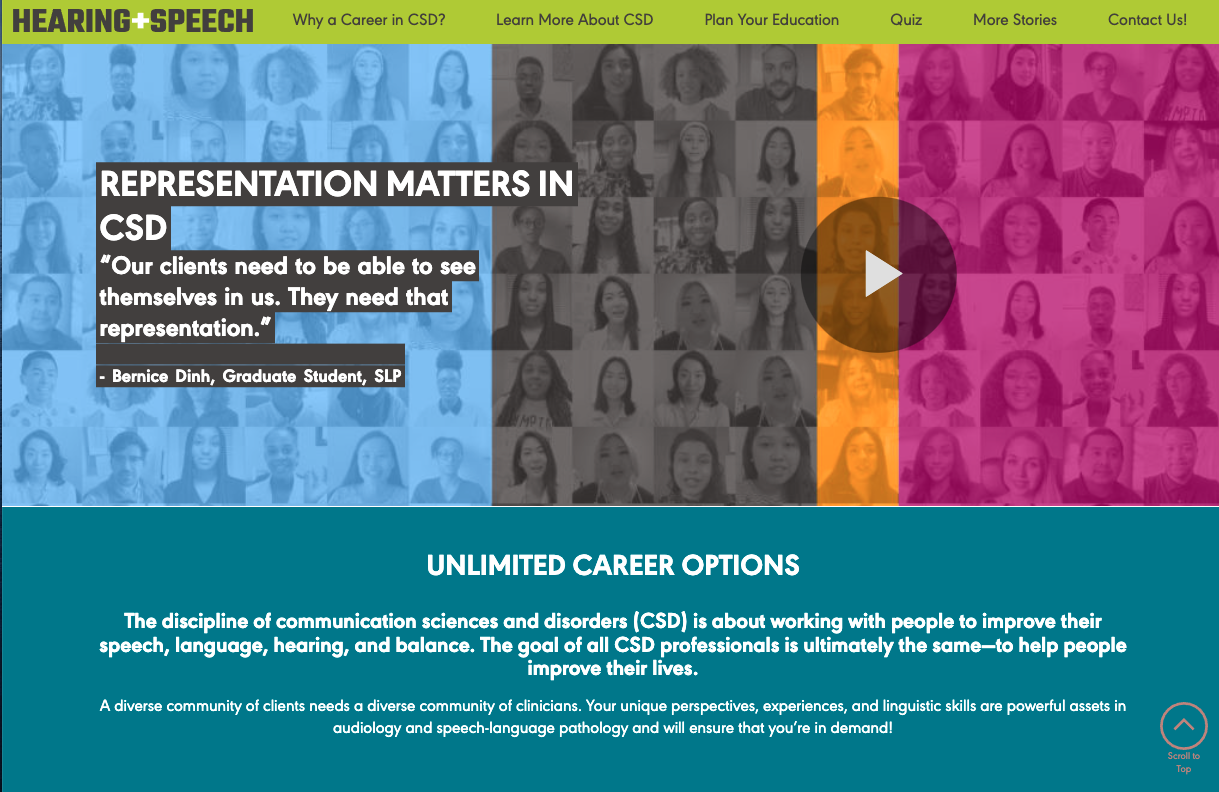 HEARING+SPEECH
Why a Career in CSD?
Learn More About CSD
Plan Your Education
Quiz
More Stories
Contact Us!
REPRESENTATION MATTERS IN
CSD
“Our clients need to be able to see
themselves in us. They need that
representation.”
- Bernice Dinh, Graduate Student, SLP
UNLIMITED CAREER OPTIONS
The discipline of communication sciences and disorders (CSD) is about working with people to improve their
speech, language, hearing, and balance. The goal of all CSD professionals is ultimately the same—to help people
improve their lives.
A diverse community of clients needs a diverse community of clinicians. Your unique perspectives, experiences, and linguistic skills are powerful assets in
audiology and speech-language pathology and will ensure that you’re in demand!
Scroll to
Top